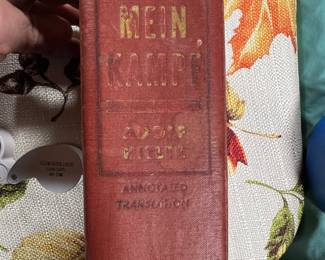 MEIN
KAMPF
ADOLF
HITLER
ANNOTATED
TRANSLATION